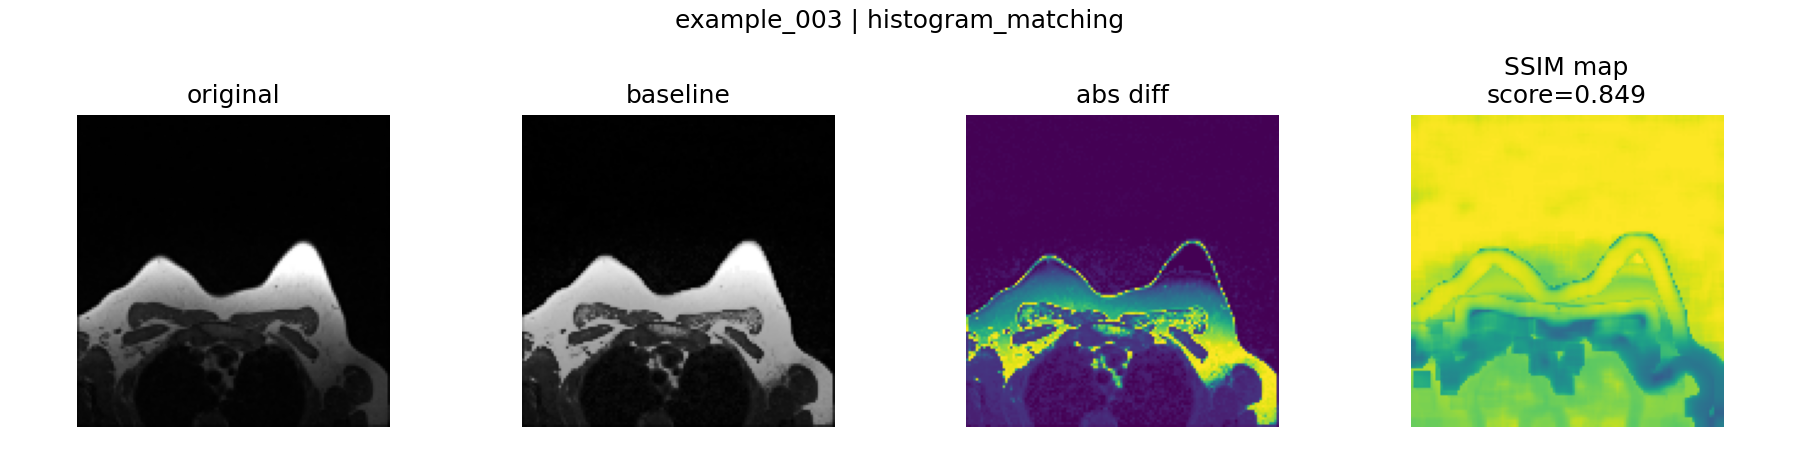 example_003 | histogram_matching
original
baseline
abs diff
SSIM map
score=0.849